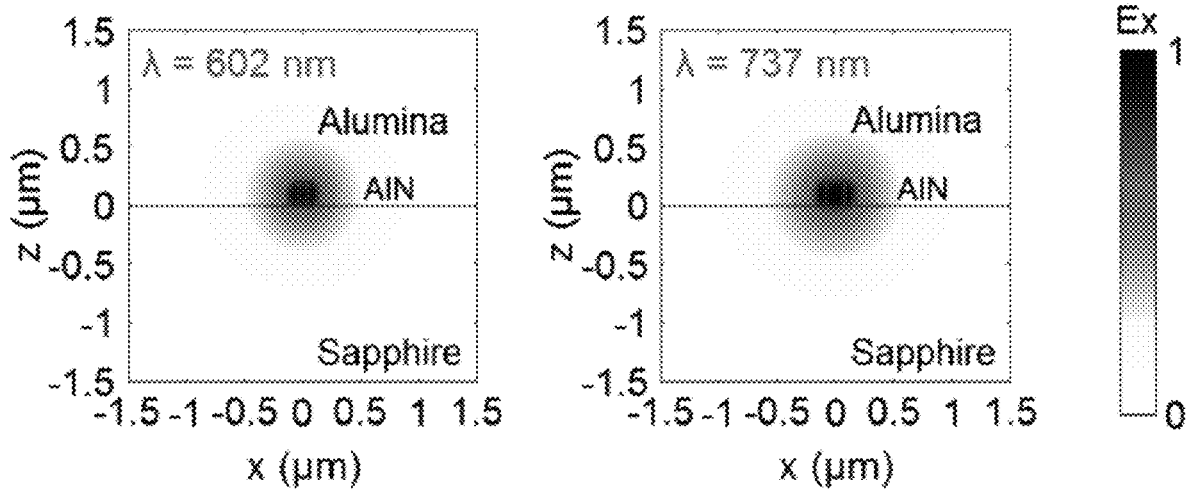 λ = 602 nm
Alumina
AlN
Sapphire
z (μm)
1.5
1
0.5
0
-0.5
-1
-1.5
-1.5 -1 -0.5 0 0.5 1 1.5
x (μm)
λ = 737 nm
Alumina
AlN
Sapphire
z (μm)
1.5
1
0.5
0
-0.5
-1
-1.5
-1.5 -1 -0.5 0 0.5 1 1.5
x (μm)
Ex
1
0